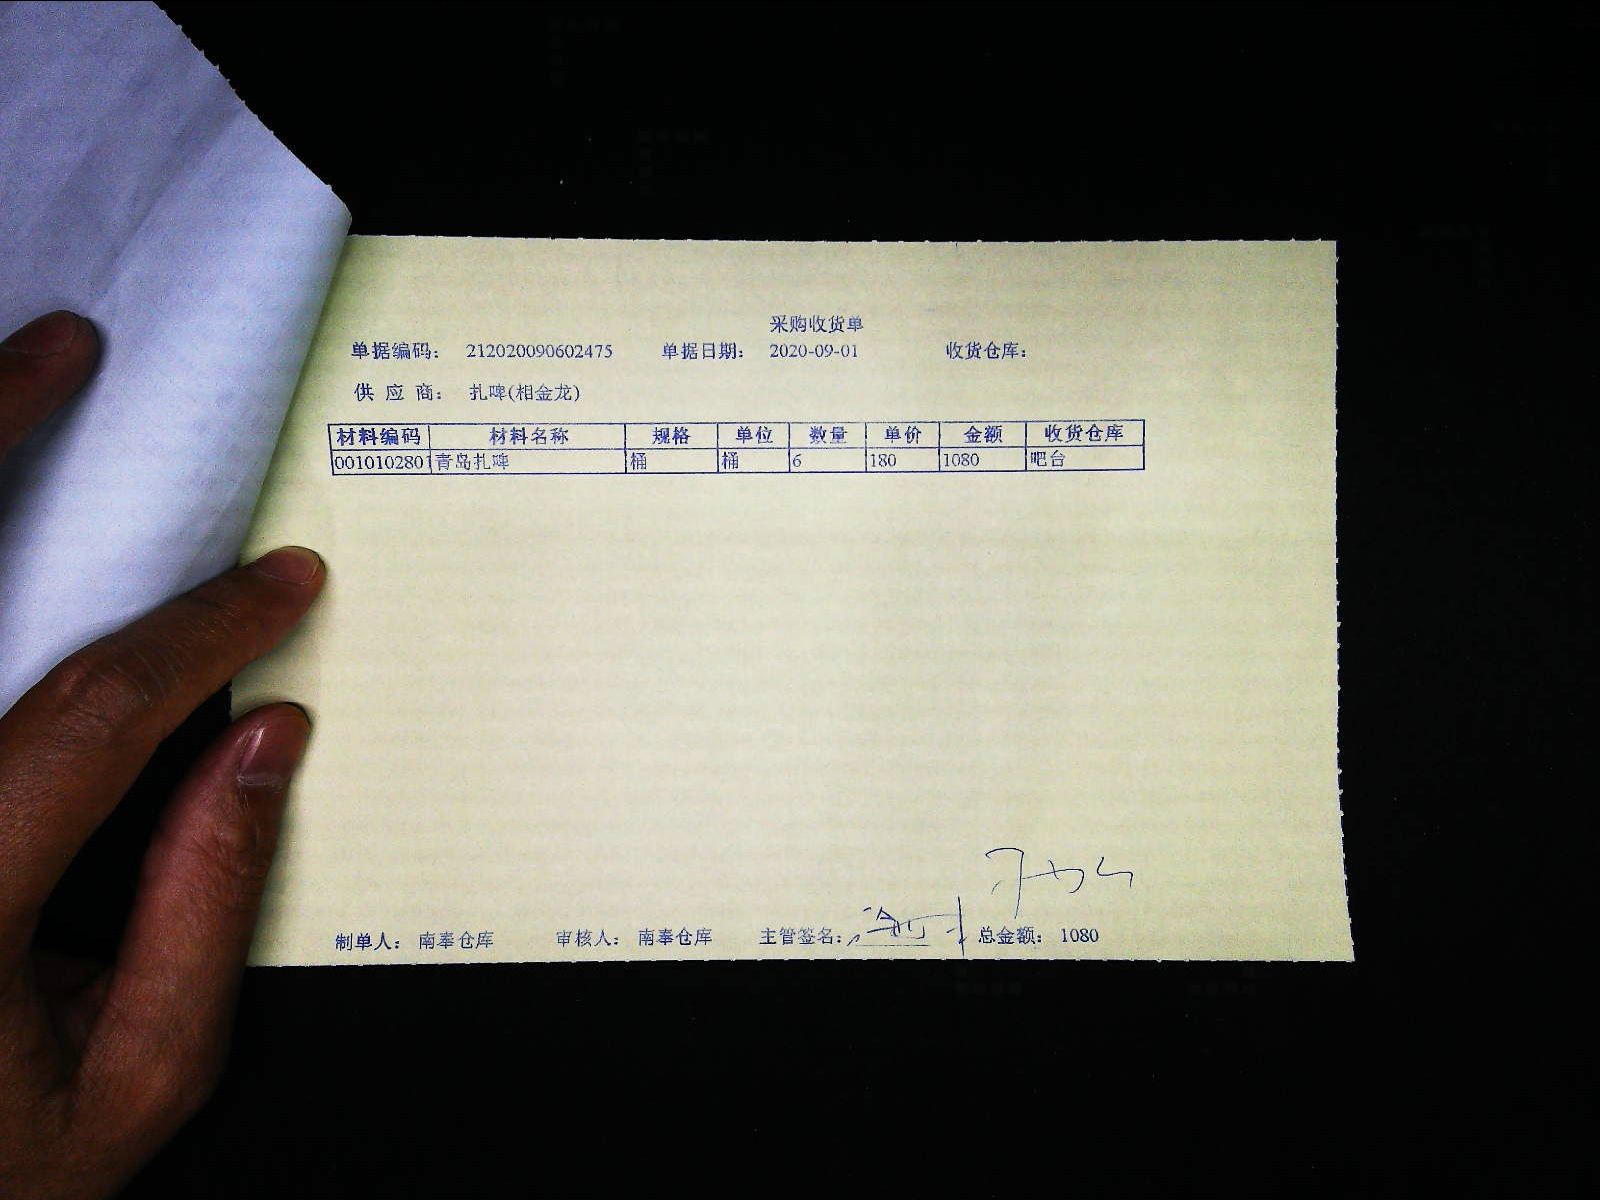 采购收货单
单据编码： 212020090602475 单据日期： 2020-09-01 收货仓库：
供 应 商： 扎啤(相金龙)
材料编码 材料名称 规格 单位 数量 单价 金额 收货仓库
001010280 青岛扎啤 桶 桶 6 180 1080 吧台
制单人： 南奉仓库 审核人： 南奉仓库 主管签名： 总金额： 1080